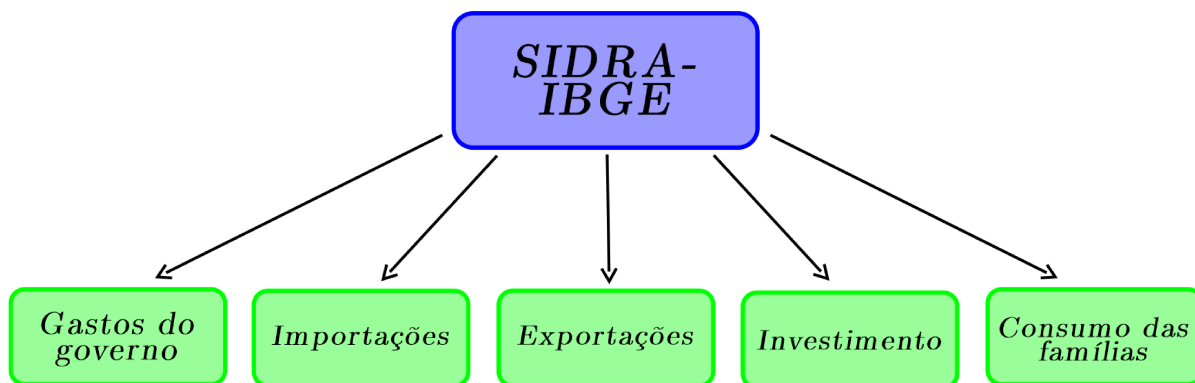 SIDRA-
IBGE
Gastos do
governo
Importações
Exportações
Investimento
Consumo das
famílias